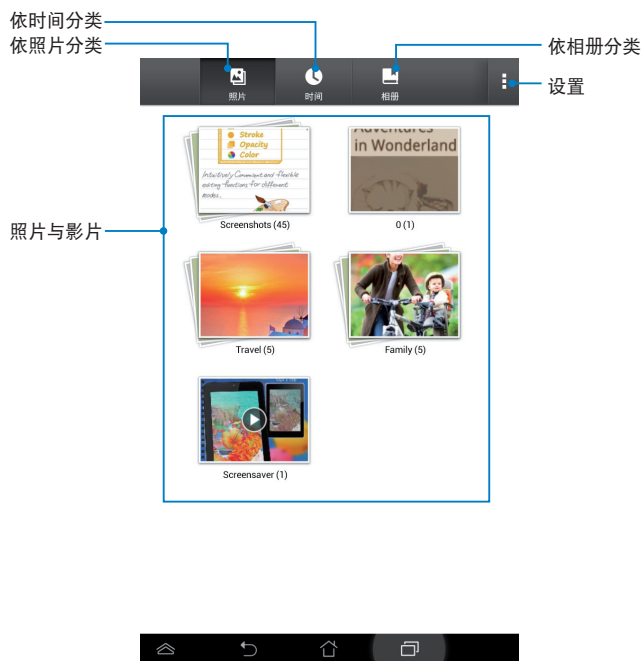 依时间分类
依照片分类
依相册分类
设置
照片
时间
相册
Stroke
Opacity
Color
Intuitively Convenient and flexible
editing functions for different
modes.
Adventures
in Wonderland
Screenshots (45)
0 (1)
照片与影片
Travel (5)
Family (5)
Screensaver (1)